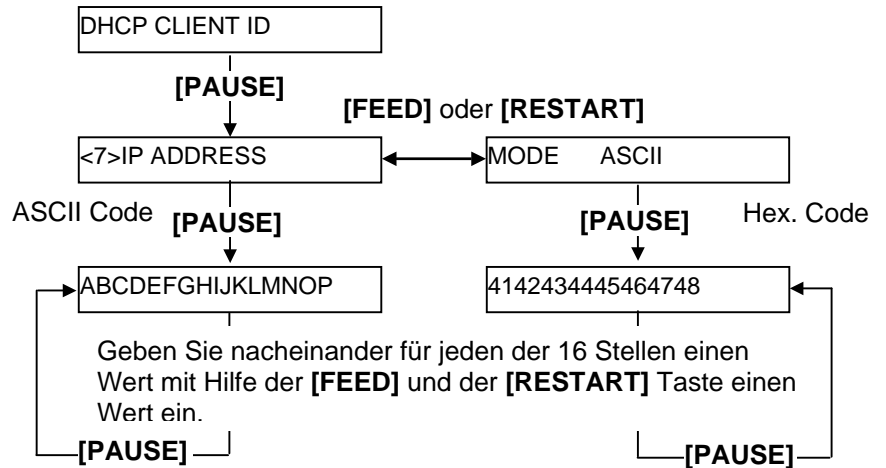 DHCP CLIENT ID
[PAUSE]
[FEED] oder [RESTART]
<7>IP ADDRESS
MODE ASCII
ASCII Code
[PAUSE]
[PAUSE]
Hex. Code
ABCDEFGHIJKLMNOP
4142434445464748
Geben Sie nacheinander für jeden der 16 Stellen einen
Wert mit Hilfe der [FEED] und der [RESTART] Taste einen
Wert ein.
[PAUSE]
[PAUSE]